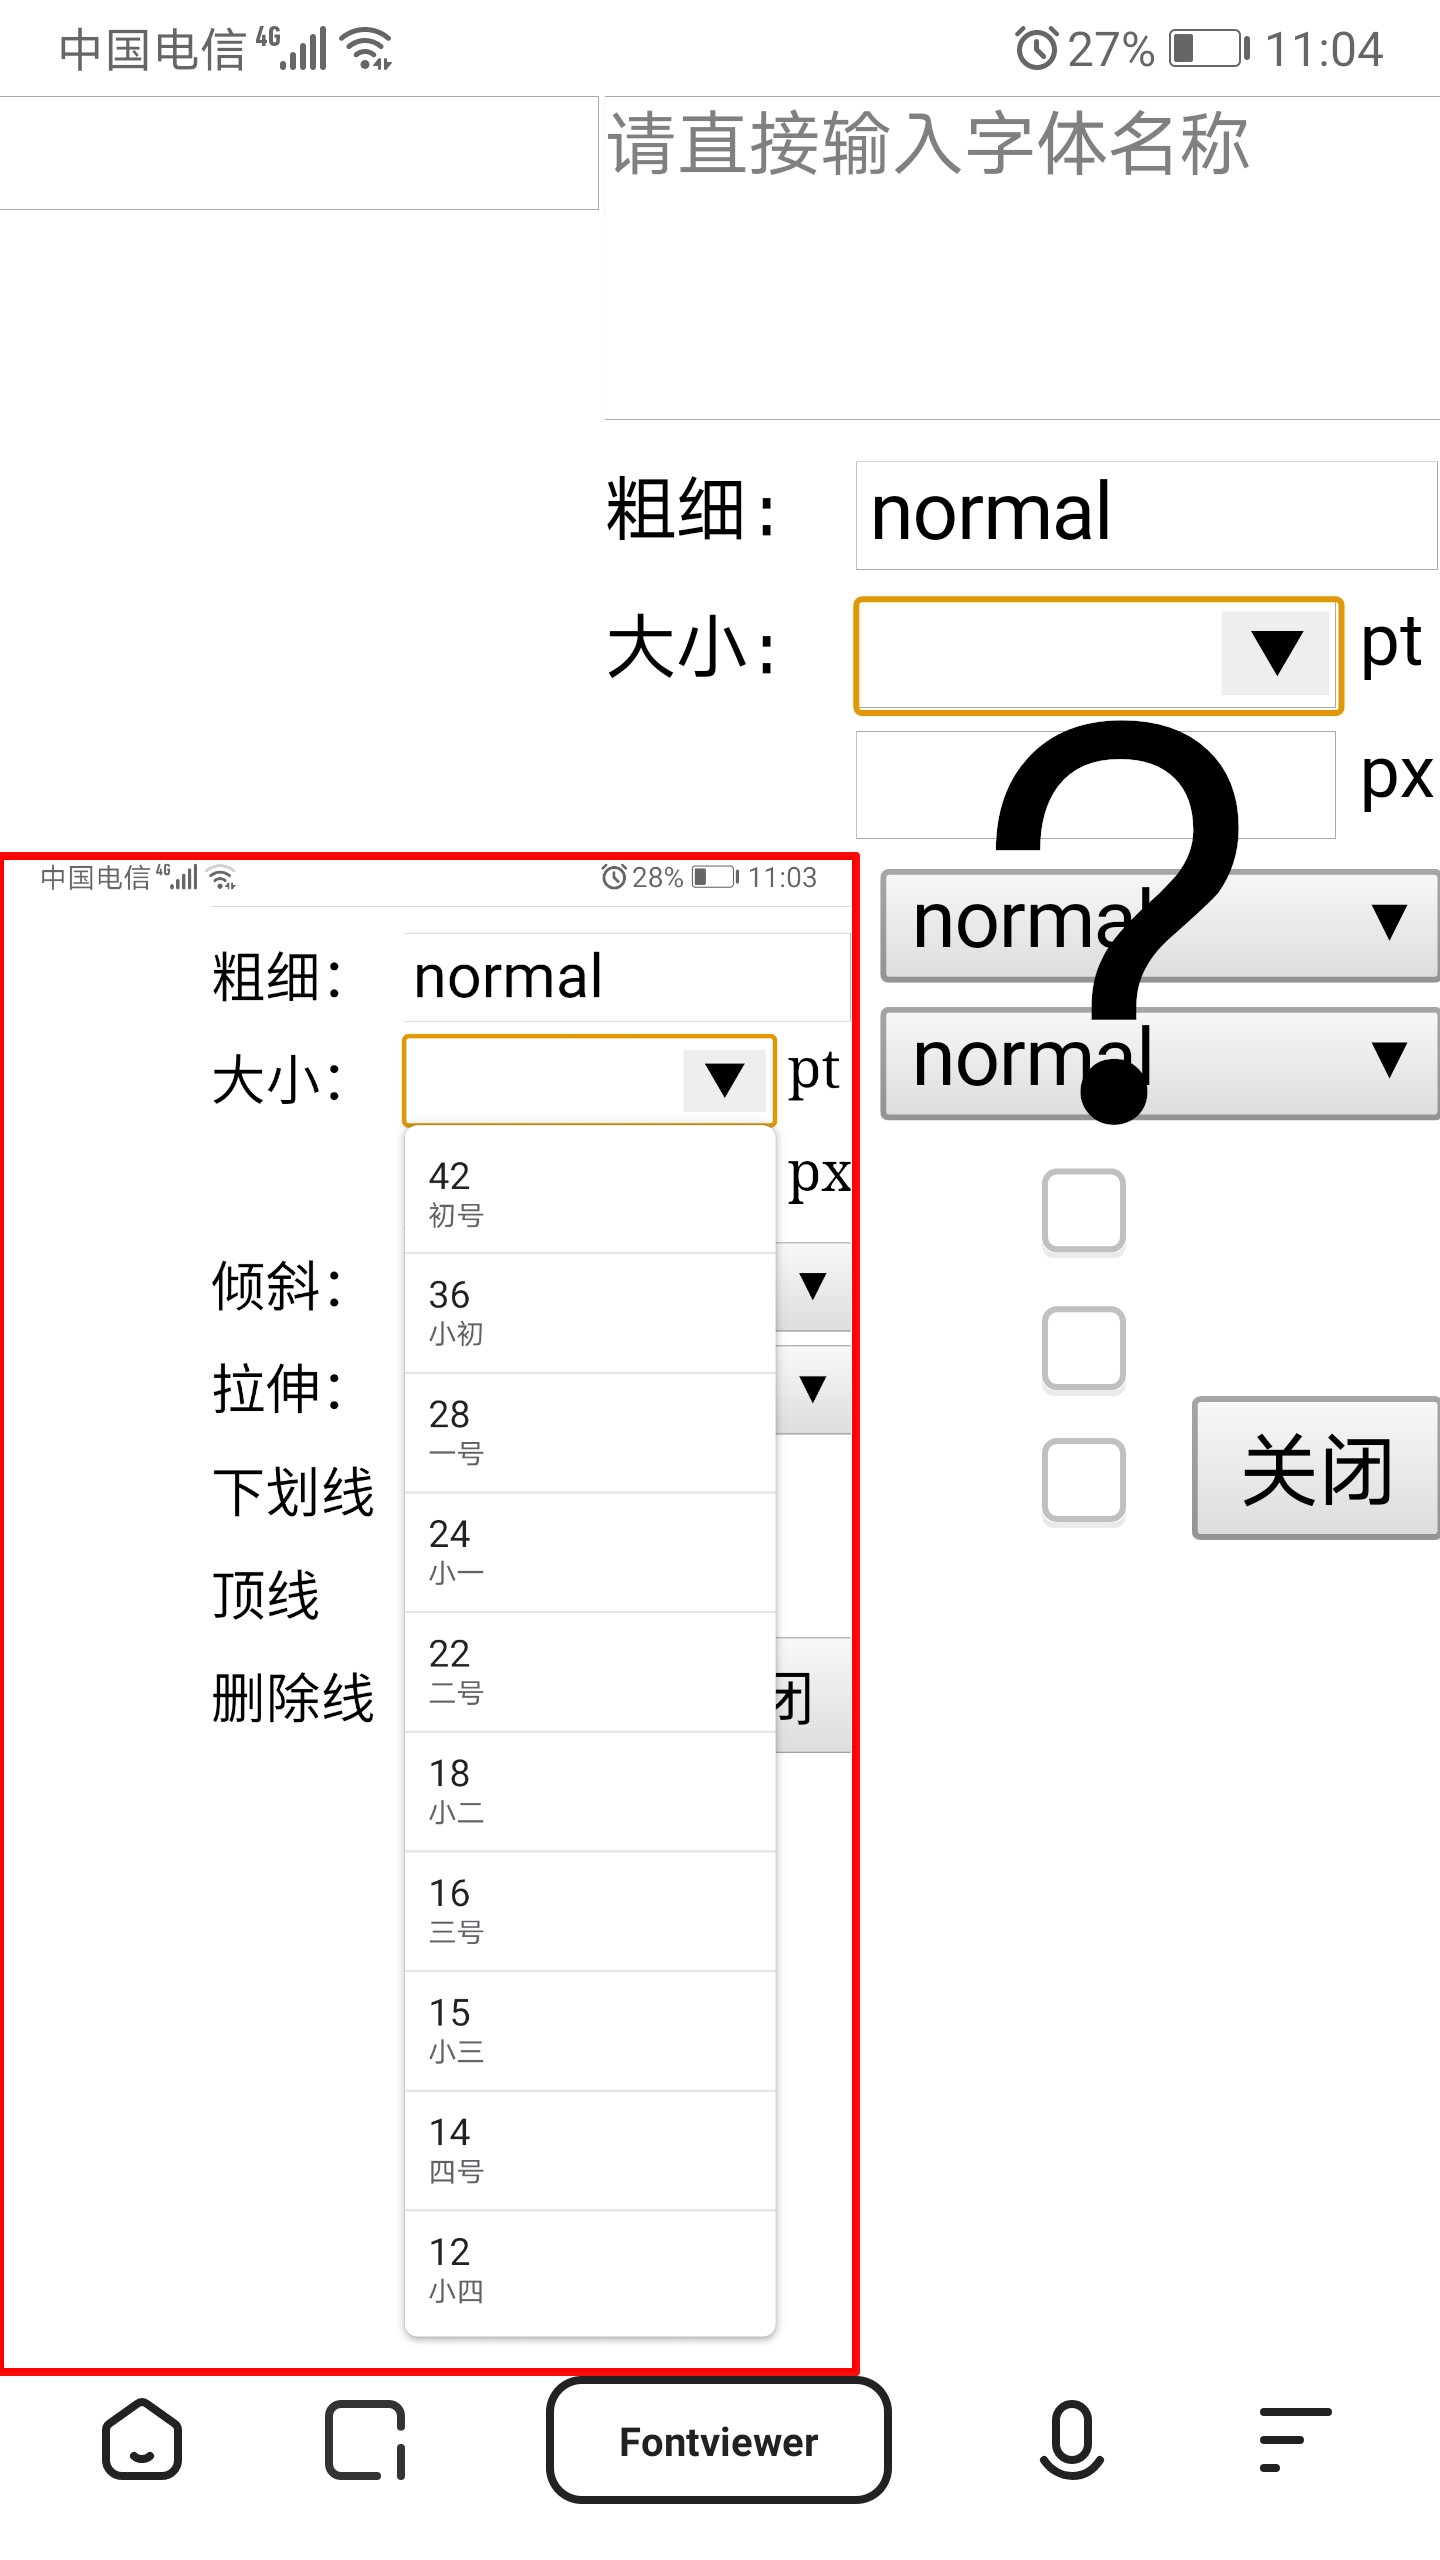 中国电信 4G 27% 11:04
请直接输入字体名称
粗细: normal
大小: pt
px
?
normal
normal
关闭
中国电信 4G 28% 11:03
粗细: normal
大小: pt
px
42
初号
36
小初
28
一号
24
小一
22
二号
18
小二
16
三号
15
小三
14
四号
12
小四
倾斜:
拉伸:
下划线
顶线
删除线 闭
Fontviewer